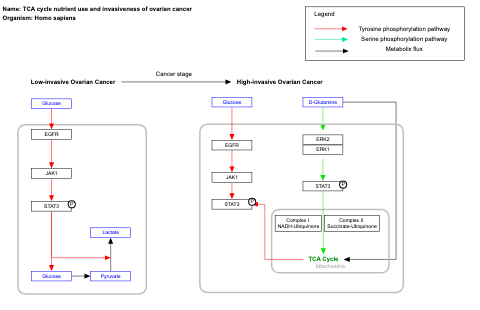 Name: TCA cycle nutrient use and invasiveness of ovarian cancer
Organism: Homo sapiens
Legend
Tyrosine phosphorylation pathway
Serine phosphorylation pathway
Metabolix flux
Cancer stage
Low-invasive Ovarian Cancer
High-invasive Ovarian Cancer
Glucose
EGFR
JAK1
STAT3
P
Lactate
Glucose
Pyruvate
Glucose
EGFR
JAK1
STAT3
P
D-Glutamine
ERK2
ERK1
STAT3
P
Complex I
NADH-Ubiquinone
Complex II
Succinate-Ubiquinone
TCA Cycle
Mitochondria